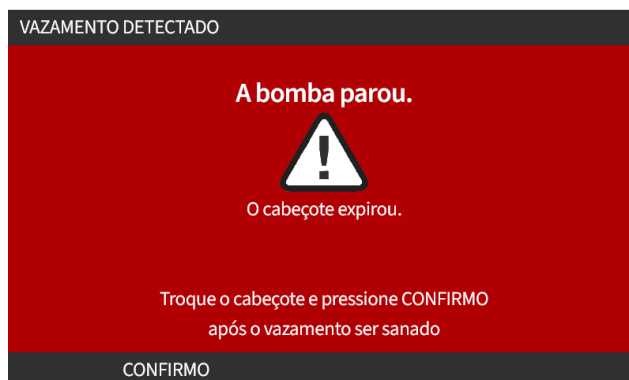 VAZAMENTO DETECTADO
A bomba parou.
!
O cabeçote expirou.
Troque o cabeçote e pressione CONFIRMO
após o vazamento ser sanado
CONFIRMO